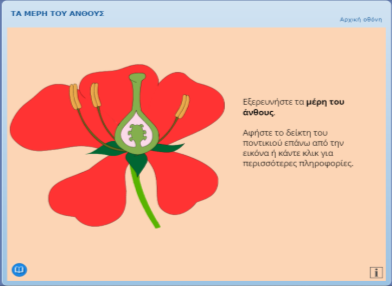 ΤΑ ΜΕΡΗ ΤΟΥ ΑΝΘΟΥΣ
Αρχική οθόνη
Εξερευνήστε τα μέρη του
άνθους.
Αφήστε το δείκτη του
ποντικιού επάνω από την
εικόνα ή κάντε κλικ για
περισσότερες πληροφορίες.
i